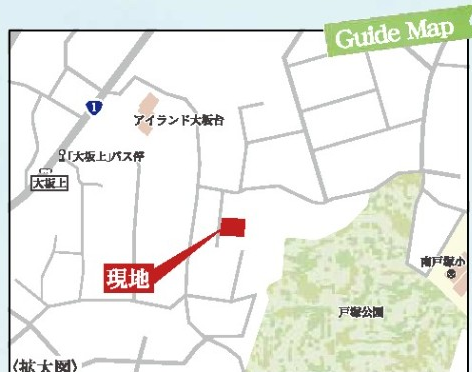 Guide Map
1
アイランド大坂台
「大坂上」バス停
大坂上
現地
南戸塚小
戸塚公園
〈拡大図〉